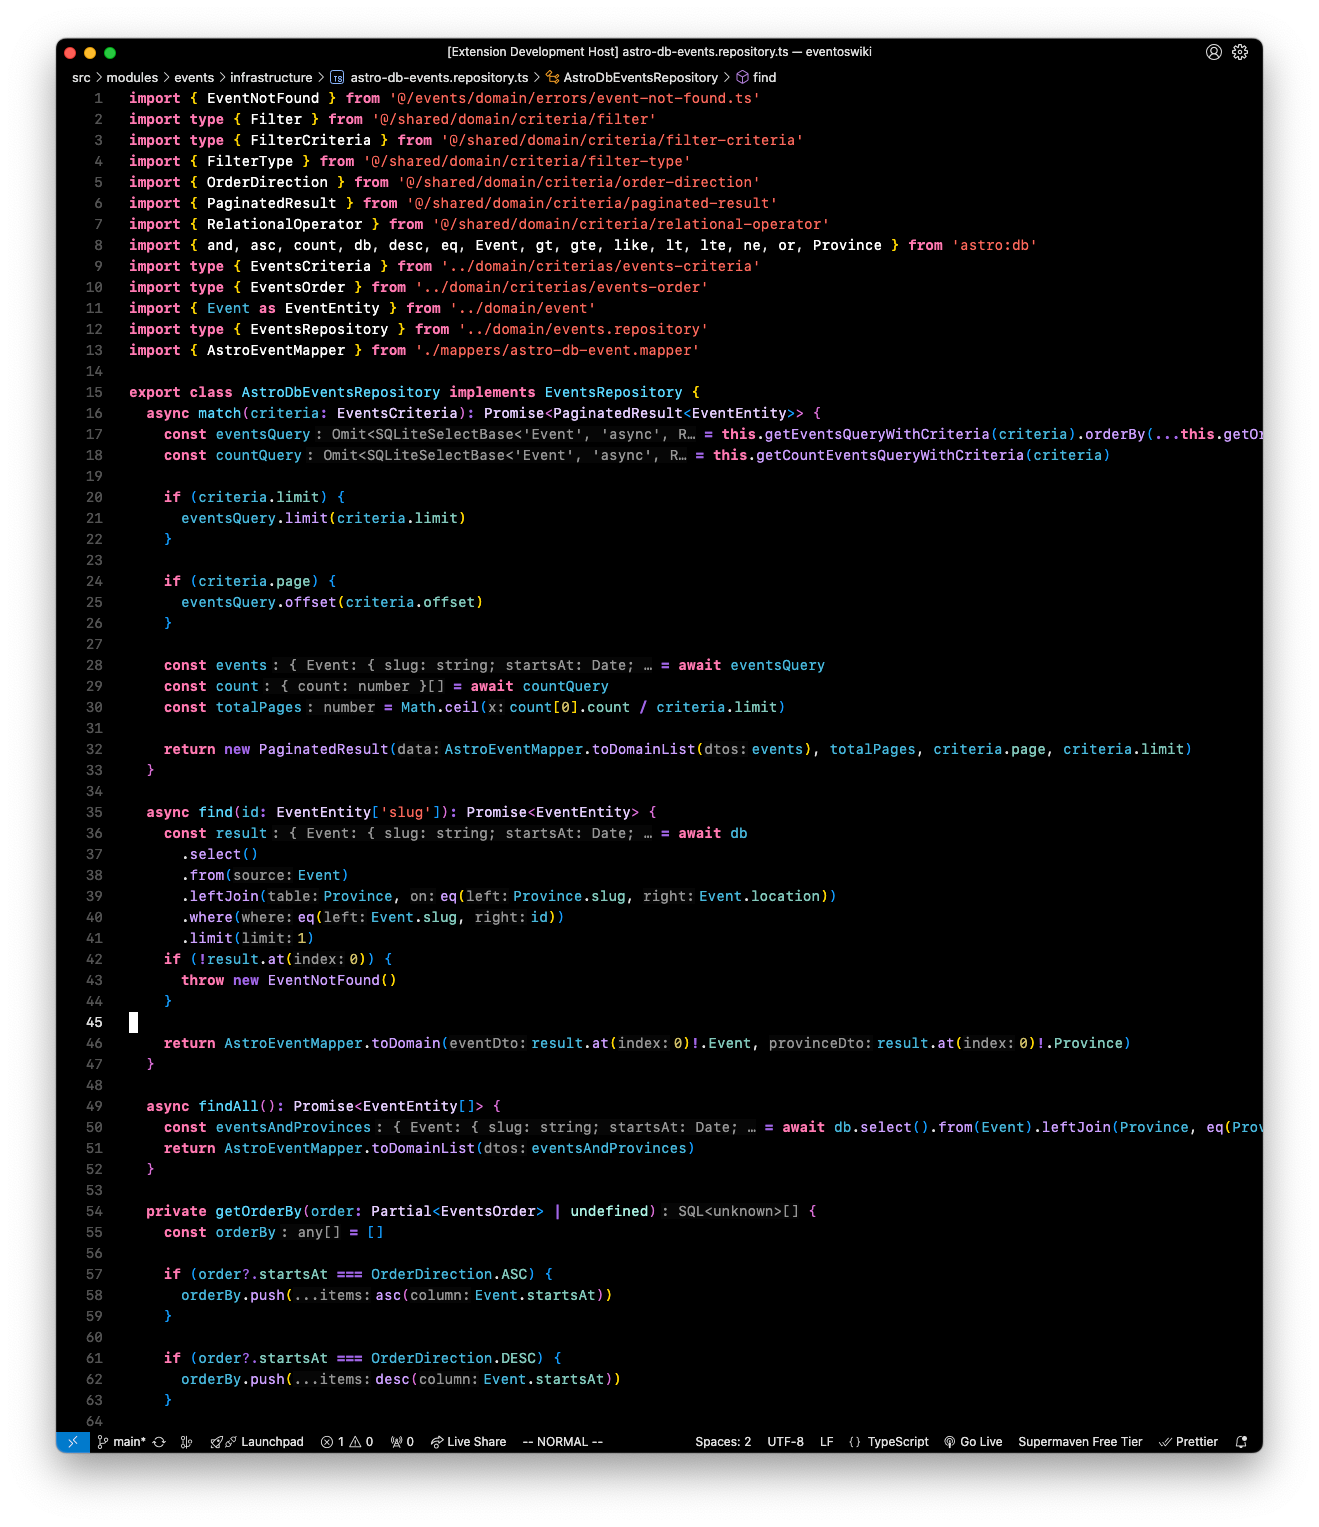 [Extension Development Host] astro-db-events.repository.ts — eventoswiki
src > modules > events > infrastructure > TS astro-db-events.repository.ts > AstroDbEventsRepository > find
1 import { EventNotFound } from '@/events/domain/errors/event-not-found.ts'
2 import type { Filter } from '@/shared/domain/criteria/filter'
3 import type { FilterCriteria } from '@/shared/domain/criteria/filter-criteria'
4 import { FilterType } from '@/shared/domain/criteria/filter-type'
5 import { OrderDirection } from '@/shared/domain/criteria/order-direction'
6 import { PaginatedResult } from '@/shared/domain/criteria/paginated-result'
7 import { RelationalOperator } from '@/shared/domain/criteria/relational-operator'
8 import { and, asc, count, db, desc, eq, Event, gt, gte, like, lt, lte, ne, or, Province } from 'astro:db'
9 import type { EventsCriteria } from '../domain/criterias/events-criteria'
10 import type { EventsOrder } from '../domain/criterias/events-order'
11 import { Event as EventEntity } from '../domain/event'
12 import type { EventsRepository } from '../domain/events.repository'
13 import { AstroEventMapper } from './mappers/astro-db-event.mapper'
14
15 export class AstroDbEventsRepository implements EventsRepository {
16 async match(criteria: EventsCriteria): Promise<PaginatedResult<EventEntity>> {
17 const eventsQuery: Omit<SQLiteSelectBase<'Event', 'async', R… = this.getEventsQueryWithCriteria(criteria).orderBy(...this.getOr
18 const countQuery: Omit<SQLiteSelectBase<'Event', 'async', R… = this.getCountEventsQueryWithCriteria(criteria)
19
20 if (criteria.limit) {
21 eventsQuery.limit(criteria.limit)
22 }
23
24 if (criteria.page) {
25 eventsQuery.offset(criteria.offset)
26 }
27
28 const events: { Event: { slug: string; startsAt: Date; … = await eventsQuery
29 const count: { count: number }[] = await countQuery
30 const totalPages: number = Math.ceil(x: count[0].count / criteria.limit)
31
32 return new PaginatedResult(data: AstroEventMapper.toDomainList(dtos: events), totalPages, criteria.page, criteria.limit)
33 }
34
35 async find(id: EventEntity['slug']): Promise<EventEntity> {
36 const result: { Event: { slug: string; startsAt: Date; … = await db
37 .select()
38 .from(source: Event)
39 .leftJoin(table: Province, on: eq(left: Province.slug, right: Event.location))
40 .where(where: eq(left: Event.slug, right: id))
41 .limit(limit: 1)
42 if (!result.at(index: 0)) {
43 throw new EventNotFound()
44 }
45
46 return AstroEventMapper.toDomain(eventDto: result.at(index: 0)!.Event, provinceDto: result.at(index: 0)!.Province)
47 }
48
49 async findAll(): Promise<EventEntity[]> {
50 const eventsAndProvinces: { Event: { slug: string; startsAt: Date; … = await db.select().from(Event).leftJoin(Province, eq(Prov
51 return AstroEventMapper.toDomainList(dtos: eventsAndProvinces)
52 }
53
54 private getOrderBy(order: Partial<EventsOrder> | undefined): SQL<unknown>[] {
55 const orderBy: any[] = []
56
57 if (order?.startsAt === OrderDirection.ASC) {
58 orderBy.push(...items: asc(column: Event.startsAt))
59 }
60
61 if (order?.startsAt === OrderDirection.DESC) {
62 orderBy.push(...items: desc(column: Event.startsAt))
63 }
64
main* Launchpad 1 0 0 Live Share -- NORMAL -- Spaces: 2 UTF-8 LF {} TypeScript Go Live Supermaven Free Tier Prettier